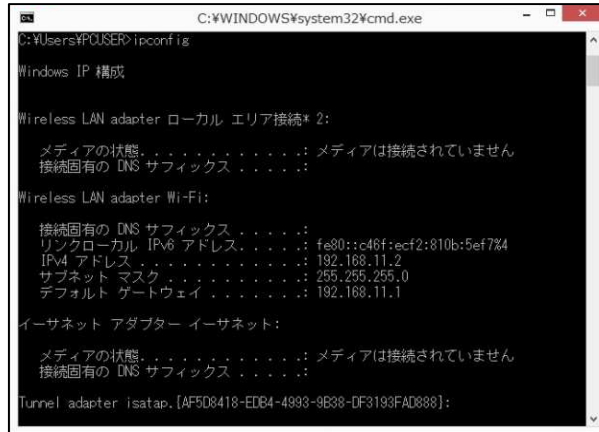 C:¥WINDOWS¥system32¥cmd.exe
C:¥Users¥PCUSER>ipconfig
Windows IP 構成
Wireless LAN adapter ローカル エリア接続* 2:
メディアの状態. . . . . . . . . . . .: メディアは接続されていません
接続固有の DNS サフィックス . . . . .:
Wireless LAN adapter Wi-Fi:
接続固有の DNS サフィックス . . . . .:
リンクローカル IPv6 アドレス. . . . .: fe80::c46f:ecf2:810b:5ef7%4
IPv4 アドレス . . . . . . . . . . . .: 192.168.11.2
サブネット マスク . . . . . . . . . .: 255.255.255.0
デフォルト ゲートウェイ . . . . . . .: 192.168.11.1
イーサネット アダプター イーサネット:
メディアの状態. . . . . . . . . . . .: メディアは接続されていません
接続固有の DNS サフィックス . . . . .:
Tunnel adapter isatap.{AF5D8418-EDB4-4993-9B38-DF3193FAD888}: